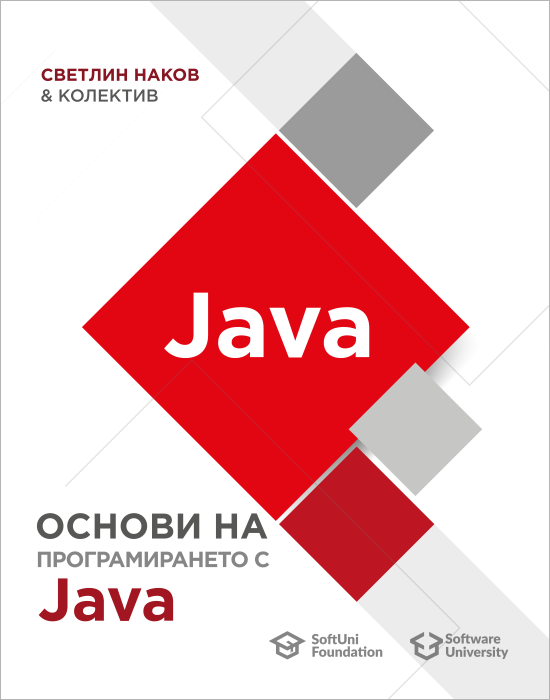 СВЕТЛИН НАКОВ
& КОЛЕКТИВ
Java
ОСНОВИ НА
ПРОГРАМИРАНЕТО С
Java
SoftUni
Foundation
Software
University